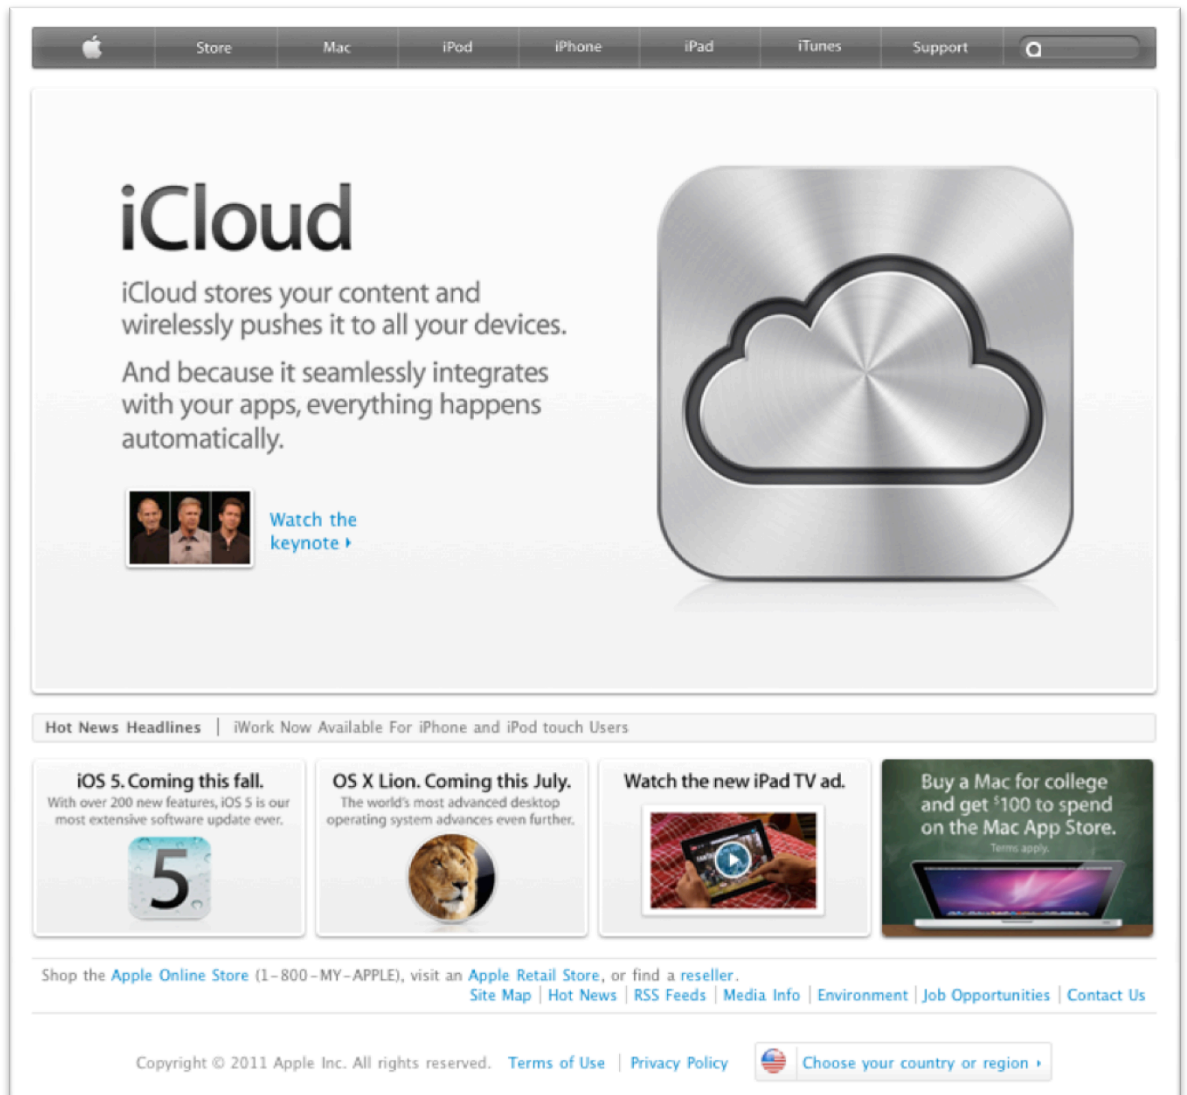 Store
Mac
iPod
iPhone
iPad
iTunes
Support
iCloud
iCloud stores your content and
wirelessly pushes it to all your devices.
And because it seamlessly integrates
with your apps, everything happens
automatically.
Watch the
keynote
Hot News Headlines | iWork Now Available For iPhone and iPod touch Users
iOS 5. Coming this fall.
With over 200 new features, iOS 5 is our
most extensive software update ever.
5
OS X Lion. Coming this July.
The world's most advanced desktop
operating system advances even further.
Watch the new iPad TV ad.
Buy a Mac for college
and get $100 to spend
on the Mac App Store.
Terms apply.
Shop the Apple Online Store (1-800-MY-APPLE), visit an Apple Retail Store, or find a reseller.
Site Map | Hot News | RSS Feeds | Media Info | Environment | Job Opportunities | Contact Us
Copyright © 2011 Apple Inc. All rights reserved. Terms of Use | Privacy Policy
Choose your country or region